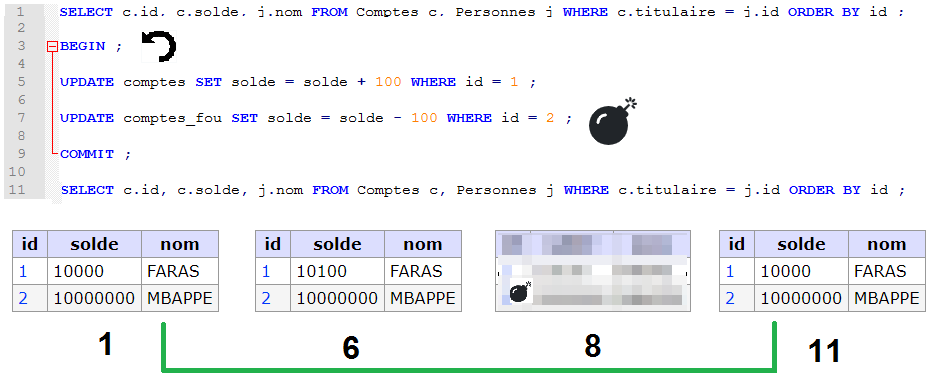 1 SELECT c.id, c.solde, j.nom FROM Comptes c, Personnes j WHERE c.titulaire = j.id ORDER BY id ;
2
3 BEGIN ;
4
5 UPDATE comptes SET solde = solde + 100 WHERE id = 1 ;
6
7 UPDATE comptes_fou SET solde = solde - 100 WHERE id = 2 ;
8
9 COMMIT ;
10
11 SELECT c.id, c.solde, j.nom FROM Comptes c, Personnes j WHERE c.titulaire = j.id ORDER BY id ;
id solde nom
1 10000 FARAS
2 10000000 MBAPPE
id solde nom
1 10100 FARAS
2 10000000 MBAPPE
id solde nom
1 10000 FARAS
2 10000000 MBAPPE
1 6 8 11